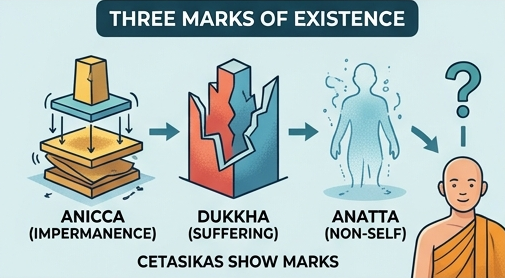 THREE MARKS OF EXISTENCE
?
ANICCA
(IMPERMANENCE)
DUKKHA
(SUFFERING)
ANATTA
(NON-SELF)
CETASIKAS SHOW MARKS